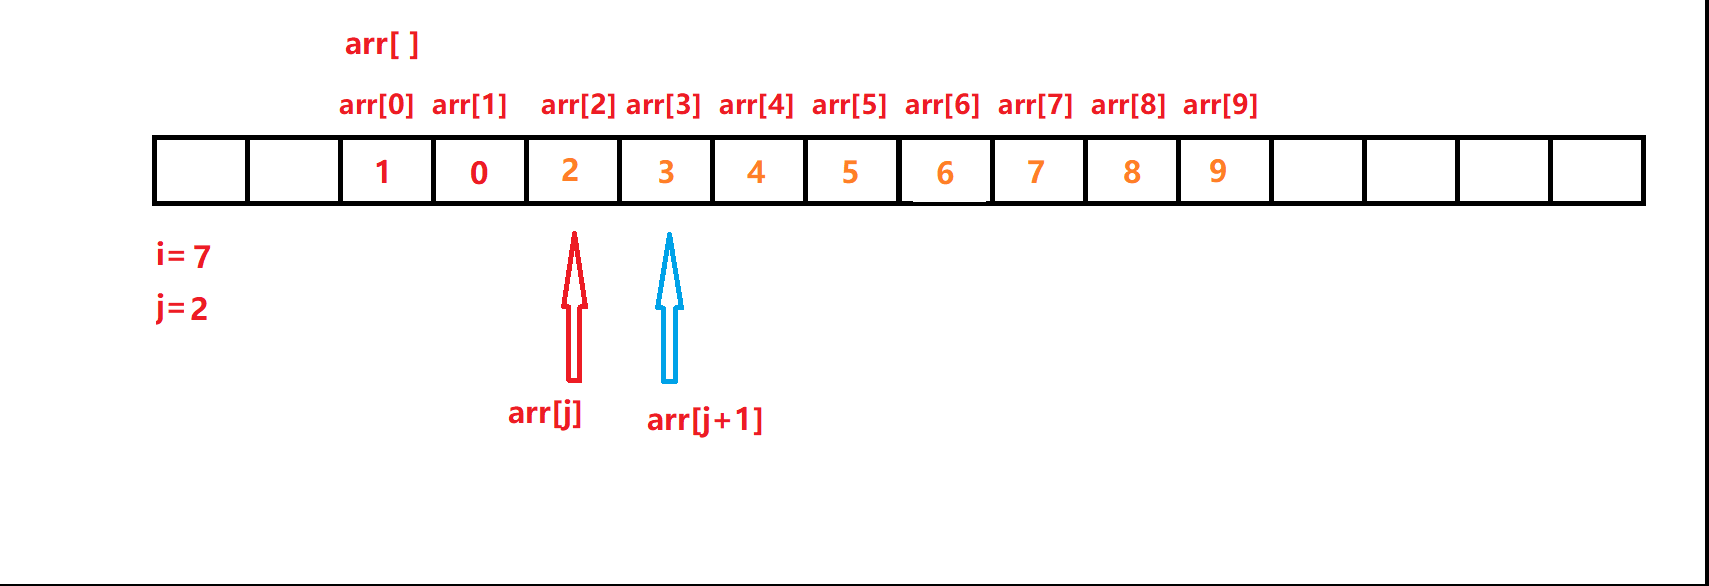 arr[ ]
arr[0] arr[1] arr[2] arr[3] arr[4] arr[5] arr[6] arr[7] arr[8] arr[9]
1 0 2 3 4 5 6 7 8 9
i= 7
j= 2
arr[j] arr[j+1]